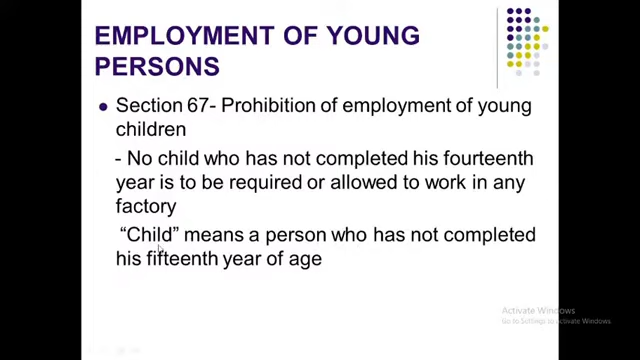 EMPLOYMENT OF YOUNG
PERSONS
● Section 67- Prohibition of employment of young
children
- No child who has not completed his fourteenth
year is to be required or allowed to work in any
factory
“Child” means a person who has not completed
his fifteenth year of age
Activate Windows
Go to Settings to activate Windows.